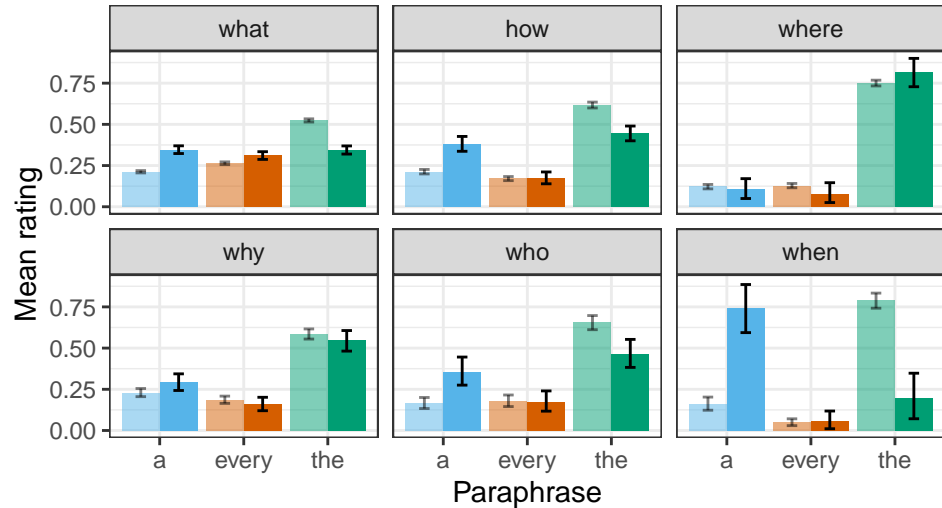 what how where
0.75
0.50
0.25
0.00
why who when
0.75
0.50
0.25
0.00
a every the a every the a every the
Paraphrase
Mean rating